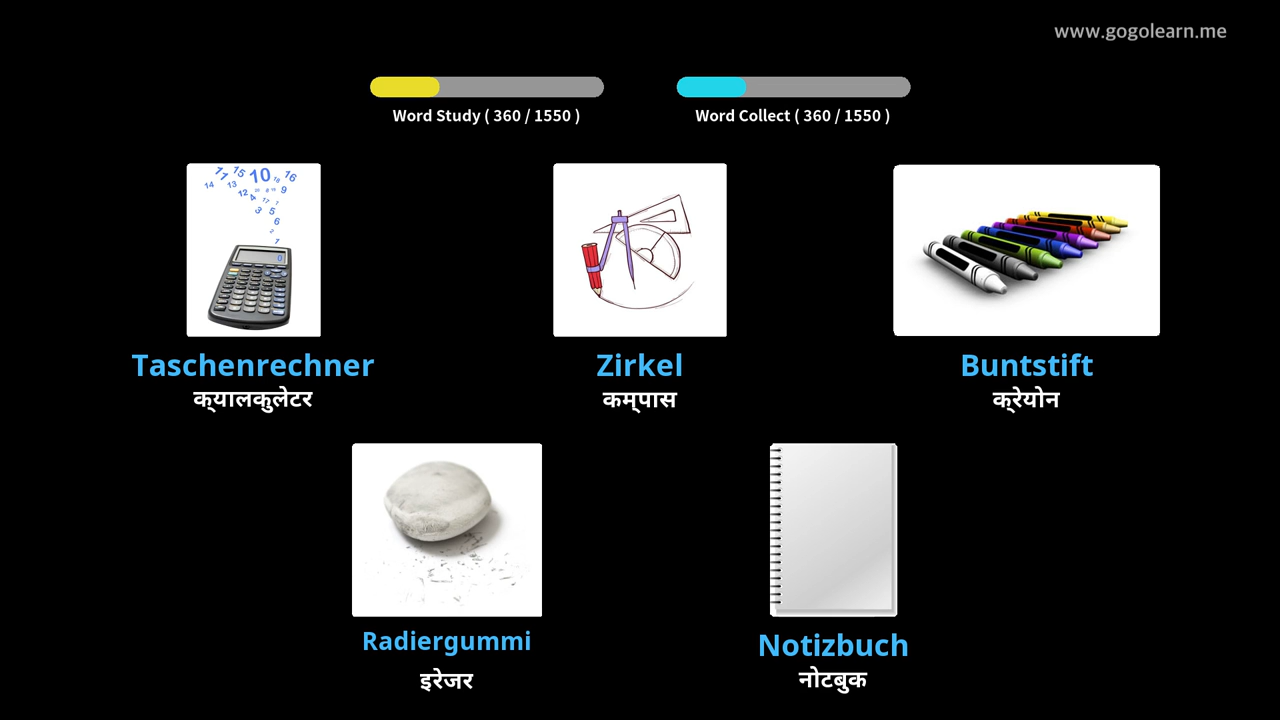 www.gogolearn.me
Word Study ( 360 / 1550 )
Word Collect ( 360 / 1550 )
Taschenrechner
क्यालकुलेटर
Zirkel
कम्पास
Buntstift
क्रेयोन
Radiergummi
इरेजर
Notizbuch
नोटबुक